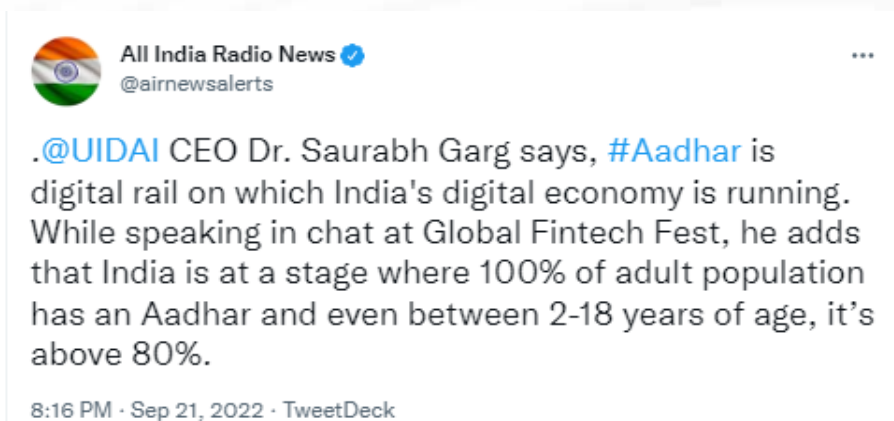 All India Radio News
@airnewsalerts
.@UIDAI CEO Dr. Saurabh Garg says, #Aadhar is
digital rail on which India's digital economy is running.
While speaking in chat at Global Fintech Fest, he adds
that India is at a stage where 100% of adult population
has an Aadhar and even between 2-18 years of age, it’s
above 80%.
8:16 PM · Sep 21, 2022 · TweetDeck